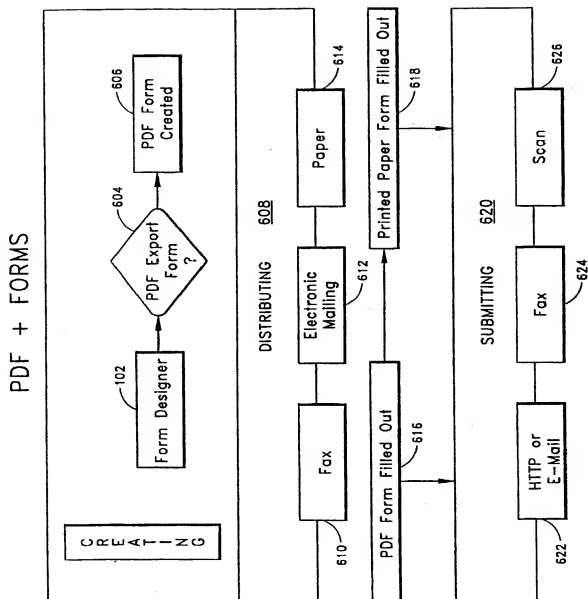 PDF + FORMS
CREATING
Form Designer
102
PDF Export
Form
?
604
PDF Form
Created
606
DISTRIBUTING
608
Fax
610
Electronic
Mailing
612
Paper
614
PDF Form Filled Out
616
Printed Paper Form Filled Out
618
SUBMITTING
620
HTTP or
E-Mail
622
Fax
624
Scan
626